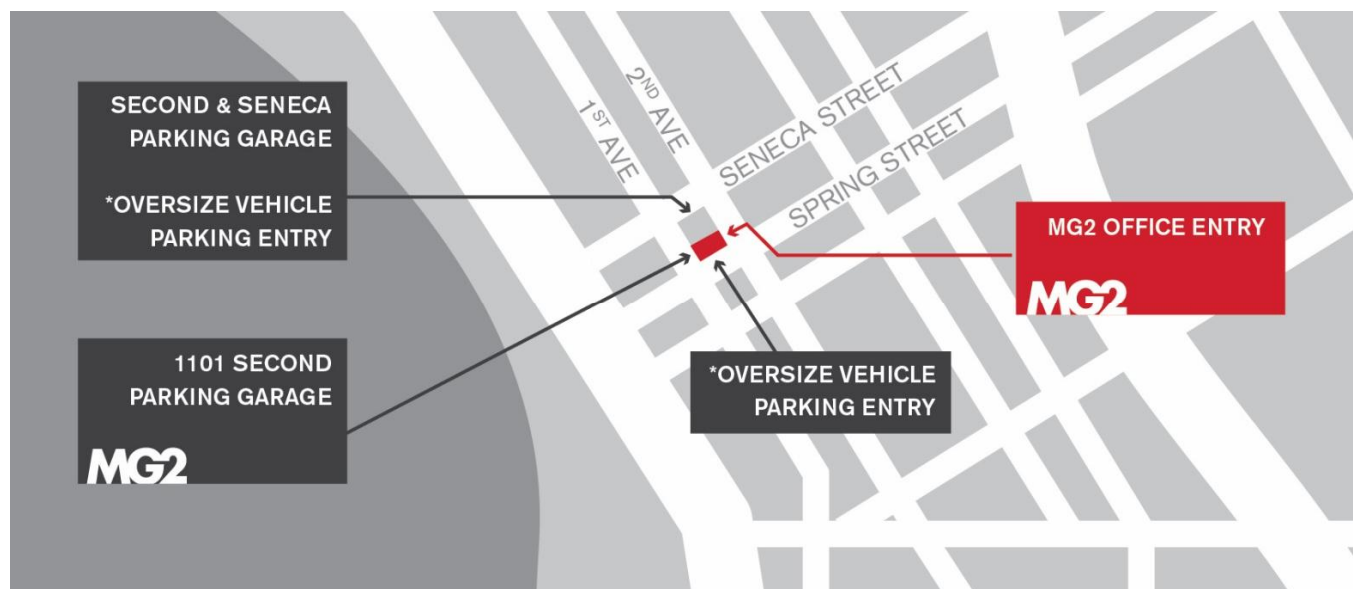 SECOND & SENECA
PARKING GARAGE
*OVERSIZE VEHICLE
PARKING ENTRY
1101 SECOND
PARKING GARAGE
MG2
1ST AVE
2ND AVE
SENECA STREET
SPRING STREET
*OVERSIZE VEHICLE
PARKING ENTRY
MG2 OFFICE ENTRY
MG2